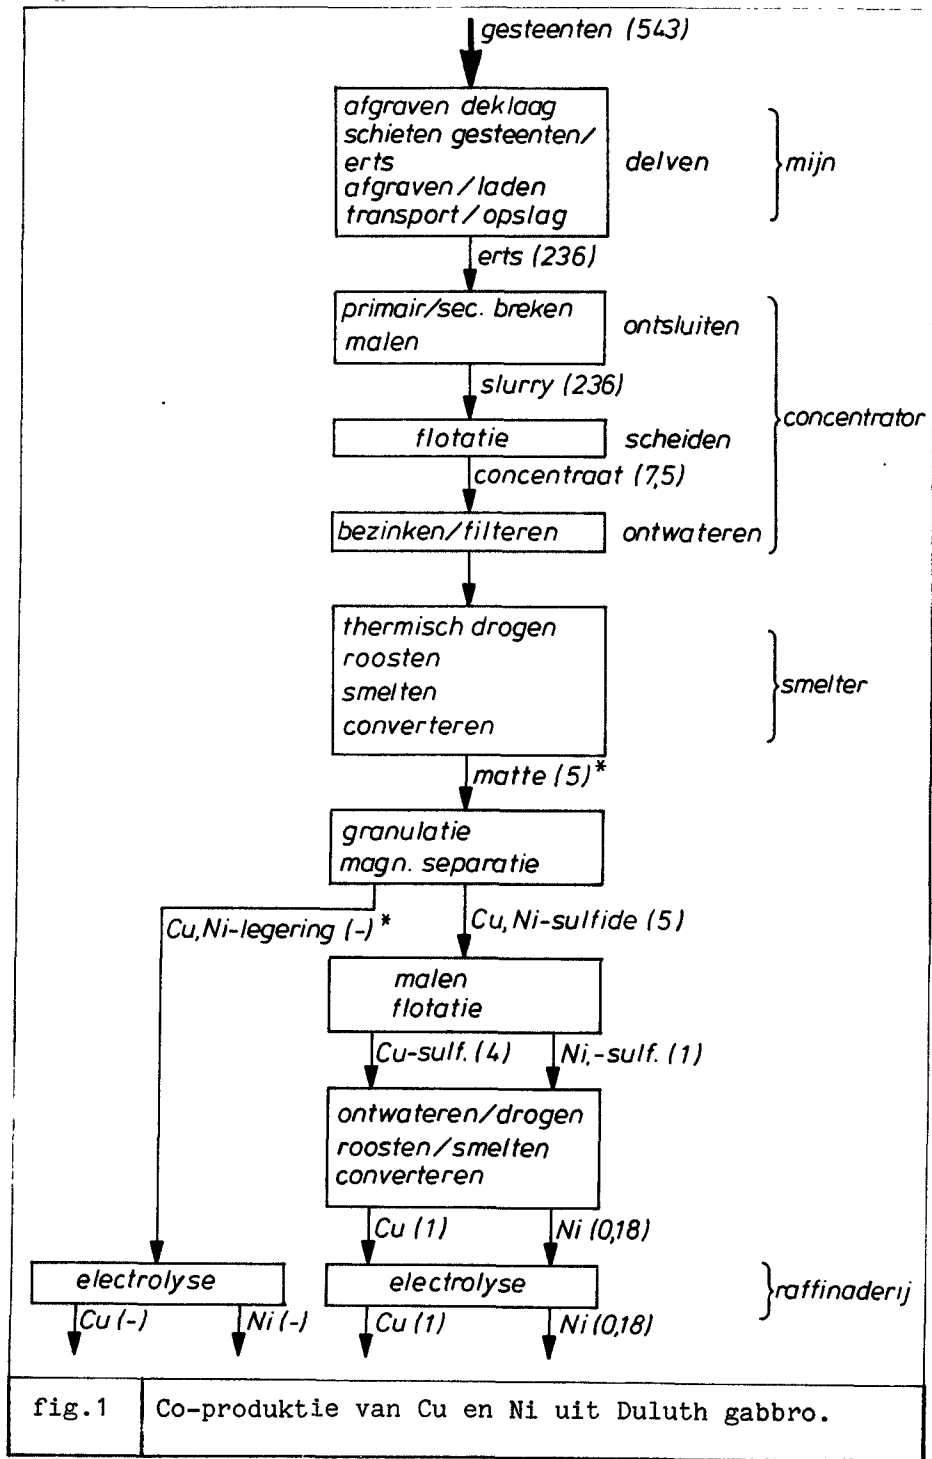 gesteenten (543)
afgraven deklaag
schieten gesteenten/
erts
afgraven/laden
transport/opslag
delven
mijn
erts (236)
primair/sec. breken
malen
ontsluiten
slurry (236)
flotatie
scheiden
concentrator
concentraat (7,5)
bezinken/filteren
ontwateren
thermisch drogen
roosten
smelten
converteren
smelter
matte (5)*
granulatie
magn. separatie
Cu,Ni-legering (-)*
Cu,Ni-sulfide (5)
malen
flotatie
Cu-sulf. (4)
Ni,-sulf. (1)
ontwateren/drogen
roosten/smelten
converteren
Cu (1)
Ni (0,18)
electrolyse
electrolyse
raffinaderij
Cu (-)
Ni (-)
Cu (1)
Ni (0,18)
fig.1
Co-produktie van Cu en Ni uit Duluth gabbro.